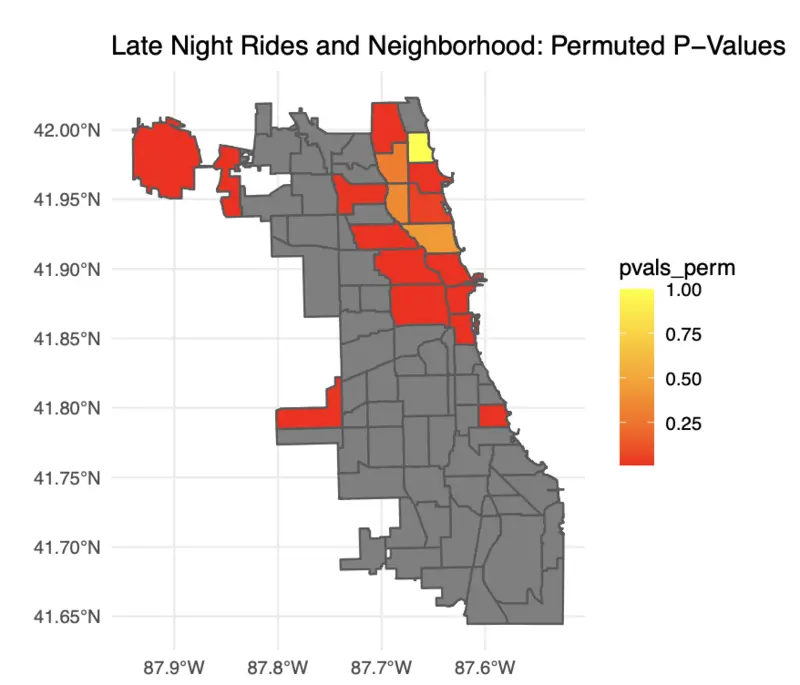 Late Night Rides and Neighborhood: Permuted P−Values
42.00°N
41.95°N
41.90°N
41.85°N
41.80°N
41.75°N
41.70°N
41.65°N
87.9°W 87.8°W 87.7°W 87.6°W
pvals_perm
1.00
0.75
0.50
0.25